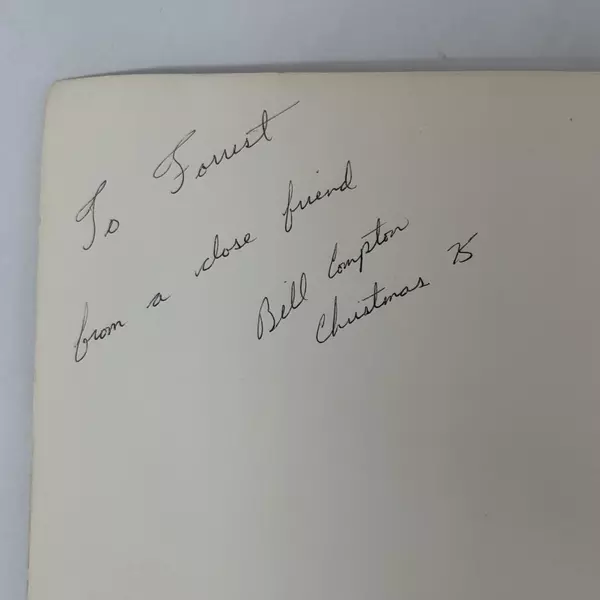 To Forrest
from a close friend
Bill Compton
Christmas 75